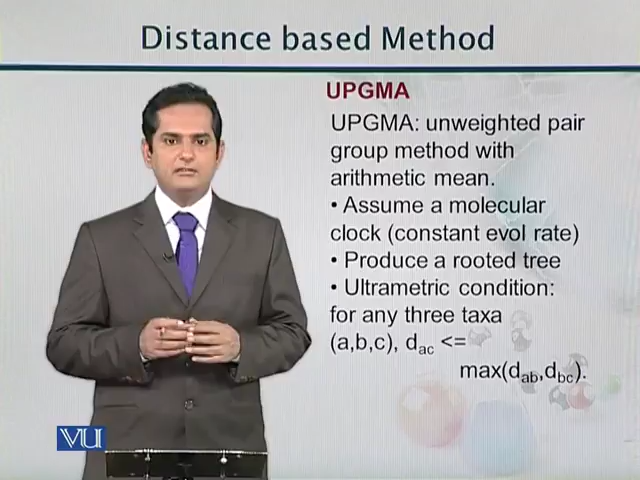 Distance based Method
UPGMA
UPGMA: unweighted pair
group method with
arithmetic mean.
• Assume a molecular
clock (constant evol rate)
• Produce a rooted tree
• Ultrametric condition:
for any three taxa
(a,b,c), dac <=
max(dab,dbc).
VU